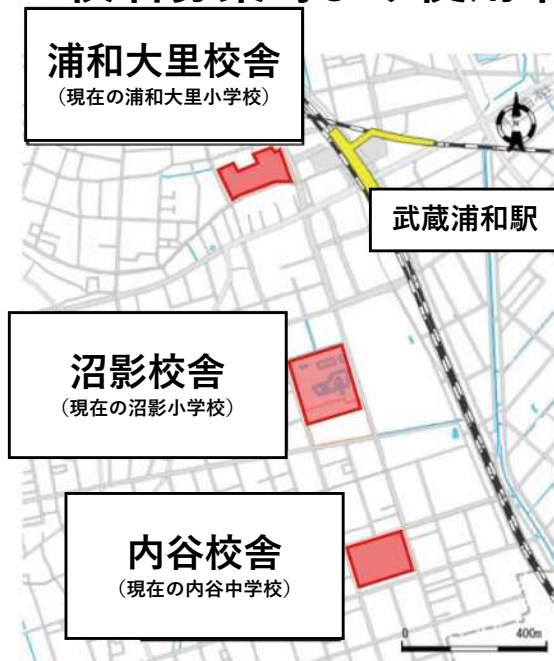 浦和大里校舎
（現在の浦和大里小学校）
武蔵浦和駅
沼影校舎
（現在の沼影小学校）
内谷校舎
（現在の内谷中学校）
0 400m